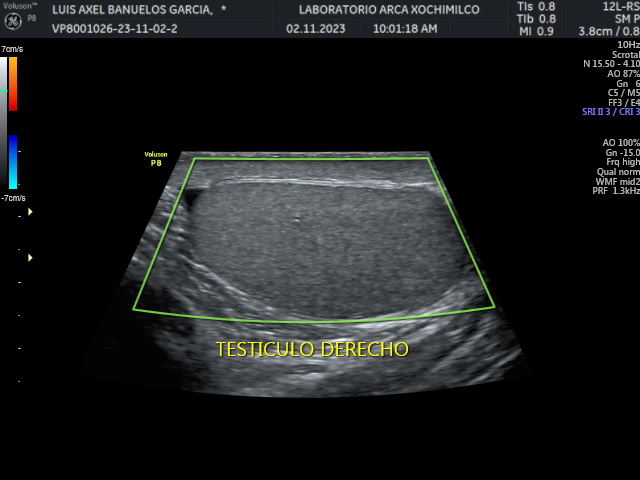 Voluson™
P8
LUIS AXEL BANUELOS GARCIA, *
LABORATORIO ARCA XOCHIMILCO
VP8001026-23-11-02-2
02.11.2023
10:01:18 AM
TIs 0.8
TIb 0.8
MI 0.9
12L-RS
SM P
3.8cm / 0.8
7cm/s
-7cm/s
10Hz
Scrotal
N 15.50 - 4.10
AO 87%
Gn 6
C5 / M5
FF3 / E4
SRI II 3 / CRI 3
AO 100%
Gn -15.0
Frq high
Qual norm
WMF mid2
PRF 1.3kHz
Voluson
P8
TESTICULO DERECHO